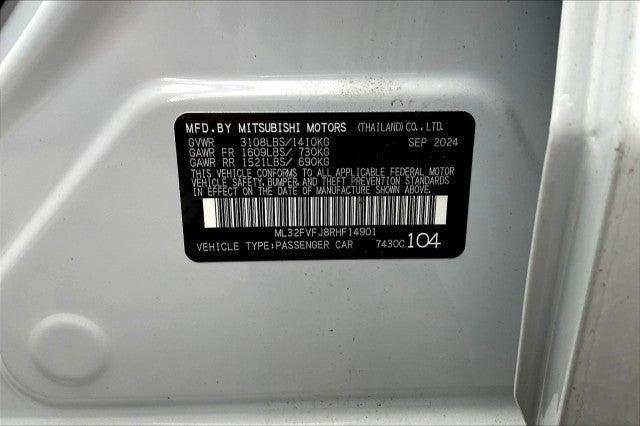 MFD.BY MITSUBISHI MOTORS (THAILAND) CO., LTD.
GVWR 3108LBS/1410KG SEP 2024
GAWR FR 1609LBS/ 730KG
GAWR RR 1521LBS/ 690KG
THIS VEHICLE CONFORMS TO ALL APPLICABLE FEDERAL MOTOR
VEHICLE SAFETY, BUMPER, AND THEFT PREVENTION STANDARDS
IN EFFECT ON THE DATE OF MANUFACTURE SHOWN ABOVE.
ML32FVFJ8RHF14901
VEHICLE TYPE:PASSENGER CAR 7430C 104